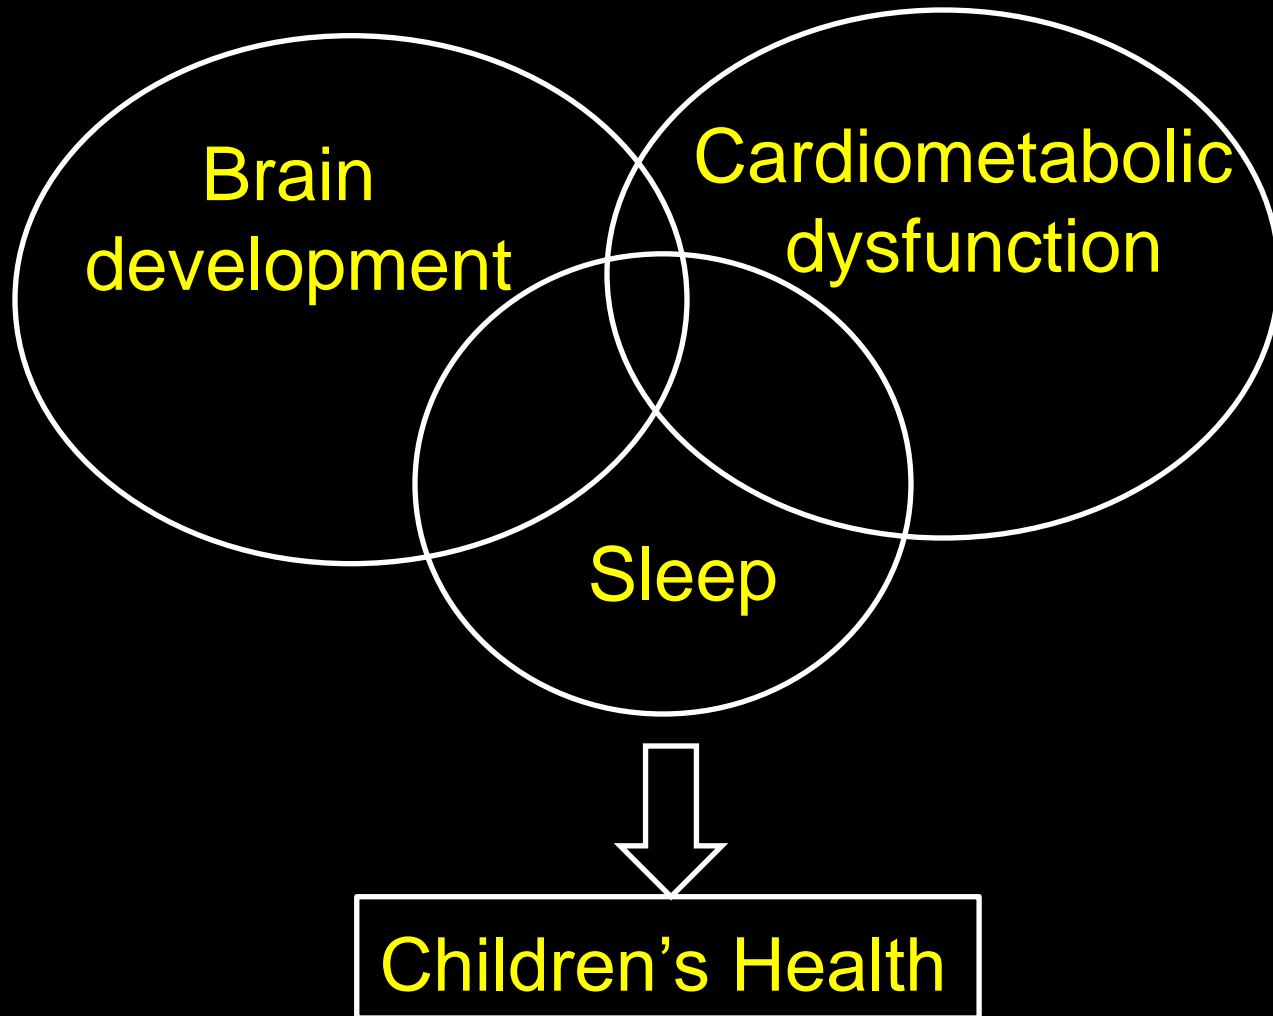 Brain
development
Cardiometabolic
dysfunction
Sleep
Children’s Health